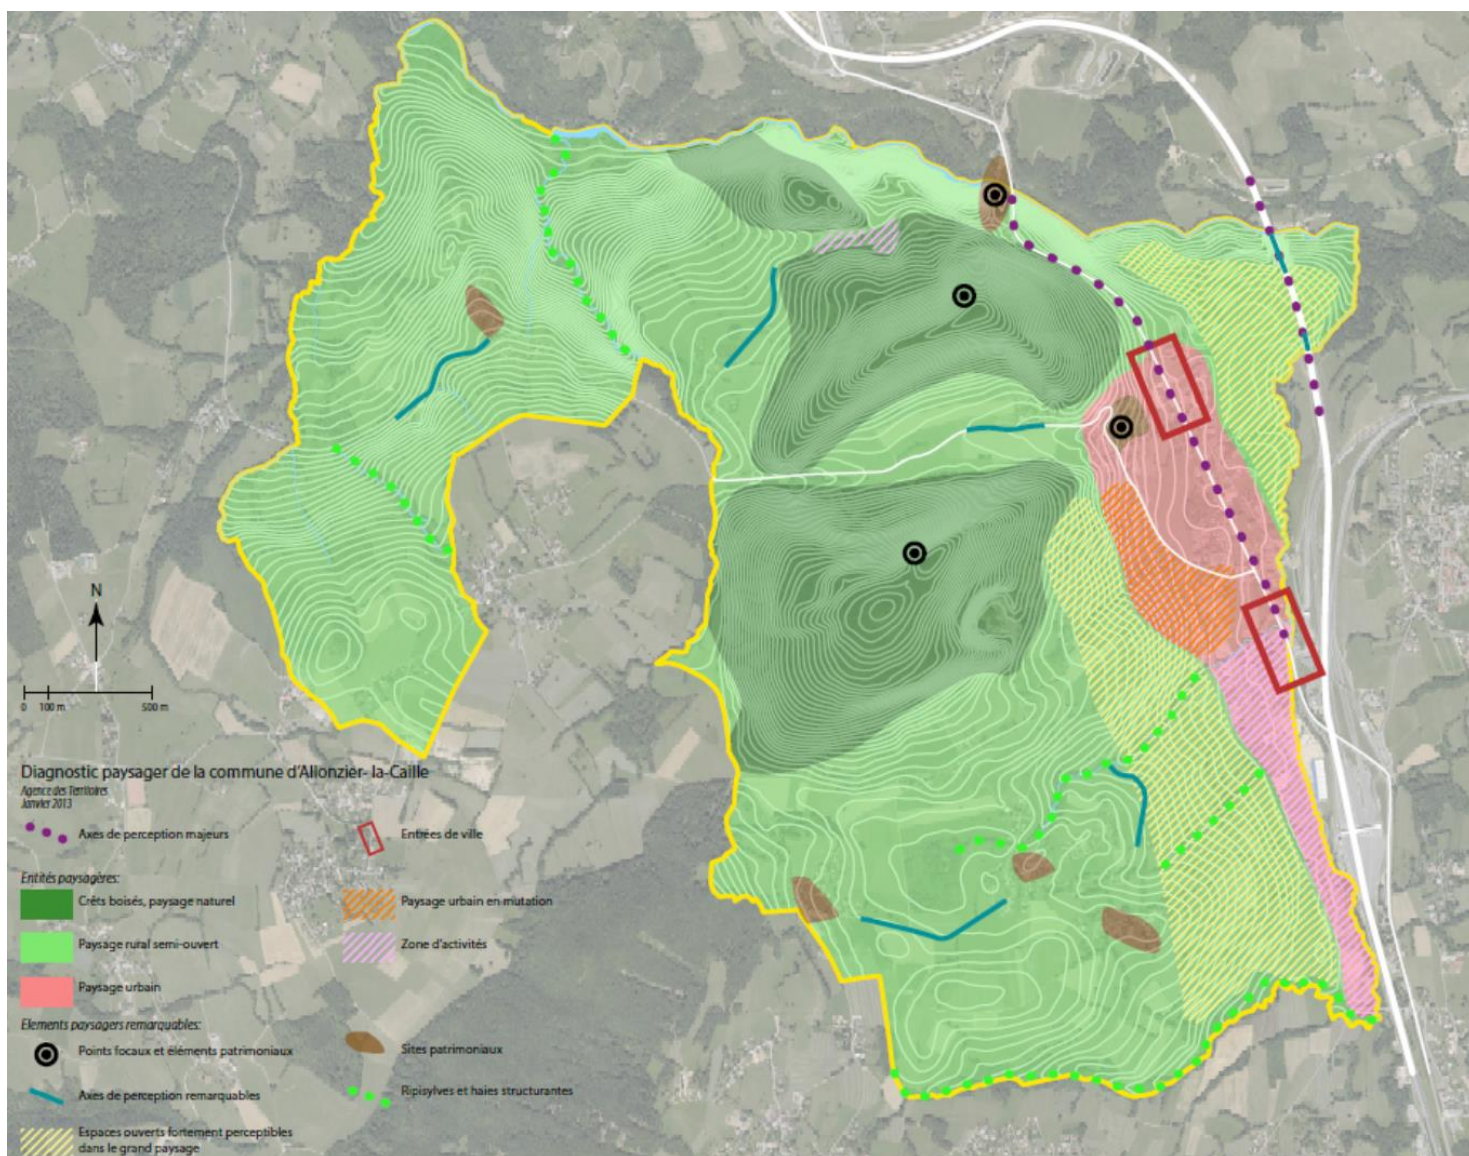 N
0 100 m 500 m
Diagnostic paysager de la commune d'Allonzier- la-Caille
Agence des Territoires
Janvier 2013
Axes de perception majeurs
Entrées de ville
Entités paysagères:
Crêts boisés, paysage naturel
Paysage urbain en mutation
Paysage rural semi-ouvert
Zone d'activités
Paysage urbain
Elements paysagers remarquables:
Points focaux et éléments patrimoniaux
Sites patrimoniaux
Axes de perception remarquables
Ripisylves et haies structurantes
Espaces ouverts fortement perceptibles
dans le grand paysage